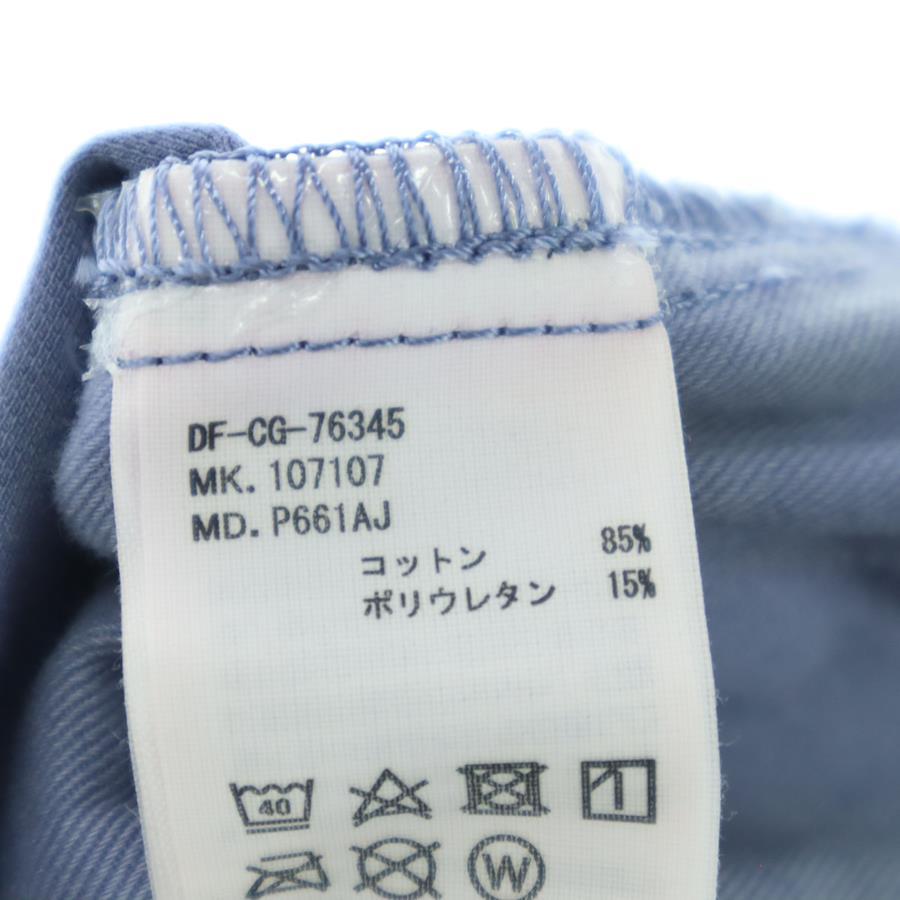 DF-CG-76345
MK. 107107
MD. P661AJ
コットン 85%
ポリウレタン 15%
40
W